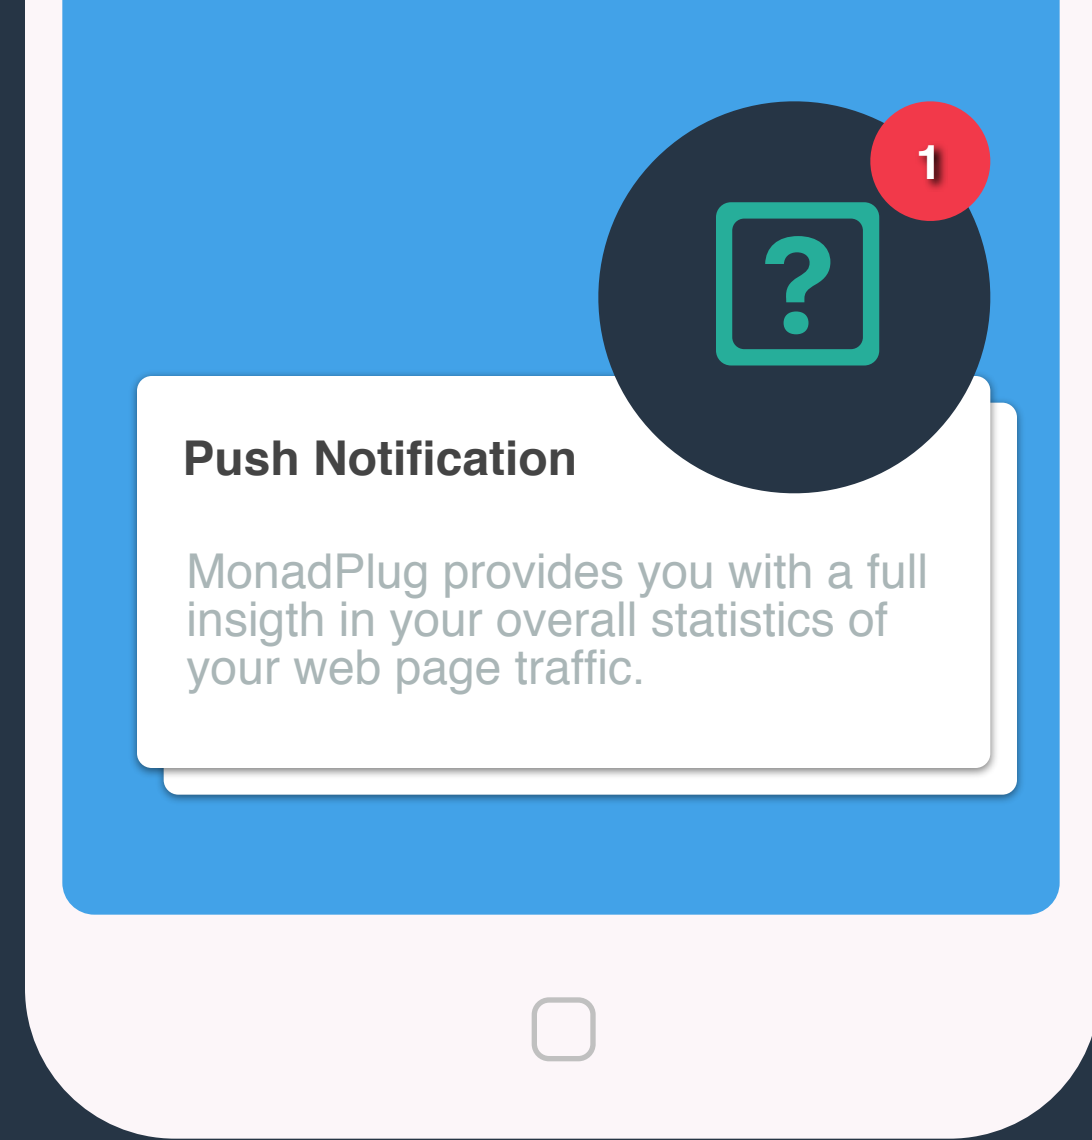 1
?
Push Notification
MonadPlug provides you with a full
insigth in your overall statistics of
your web page traffic.